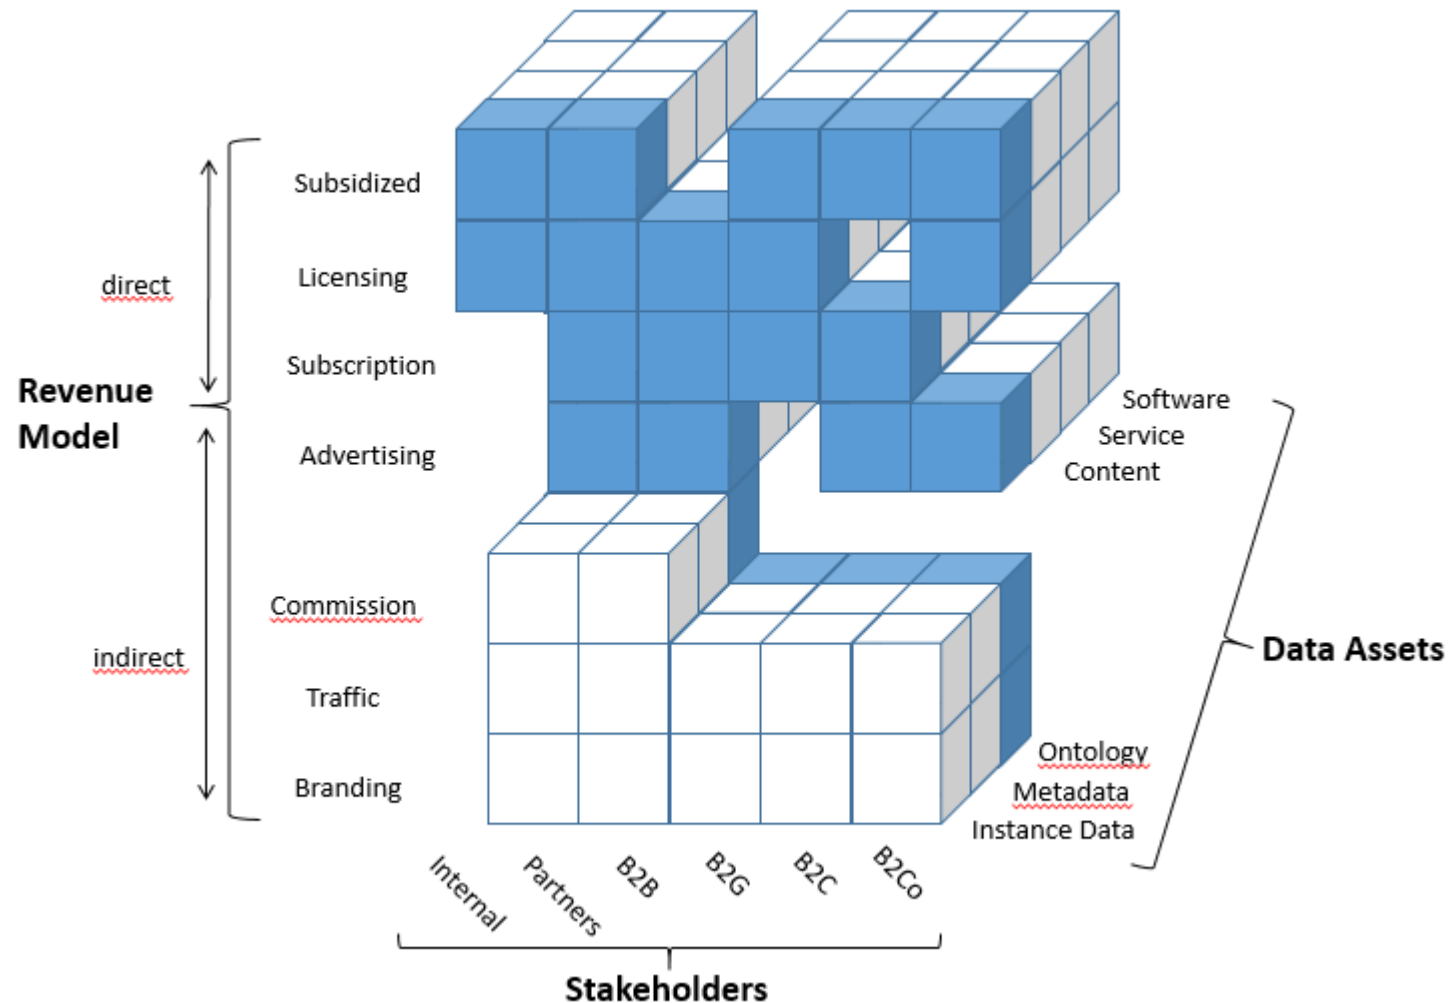 Subsidized
direct
Licensing
Subscription
Revenue
Model
Advertising
Software
Service
Content
Commission
indirect
Traffic
Branding
Data Assets
Ontology
Metadata
Instance Data
Internal
Partners
B2B
B2G
B2C
B2Co
Stakeholders